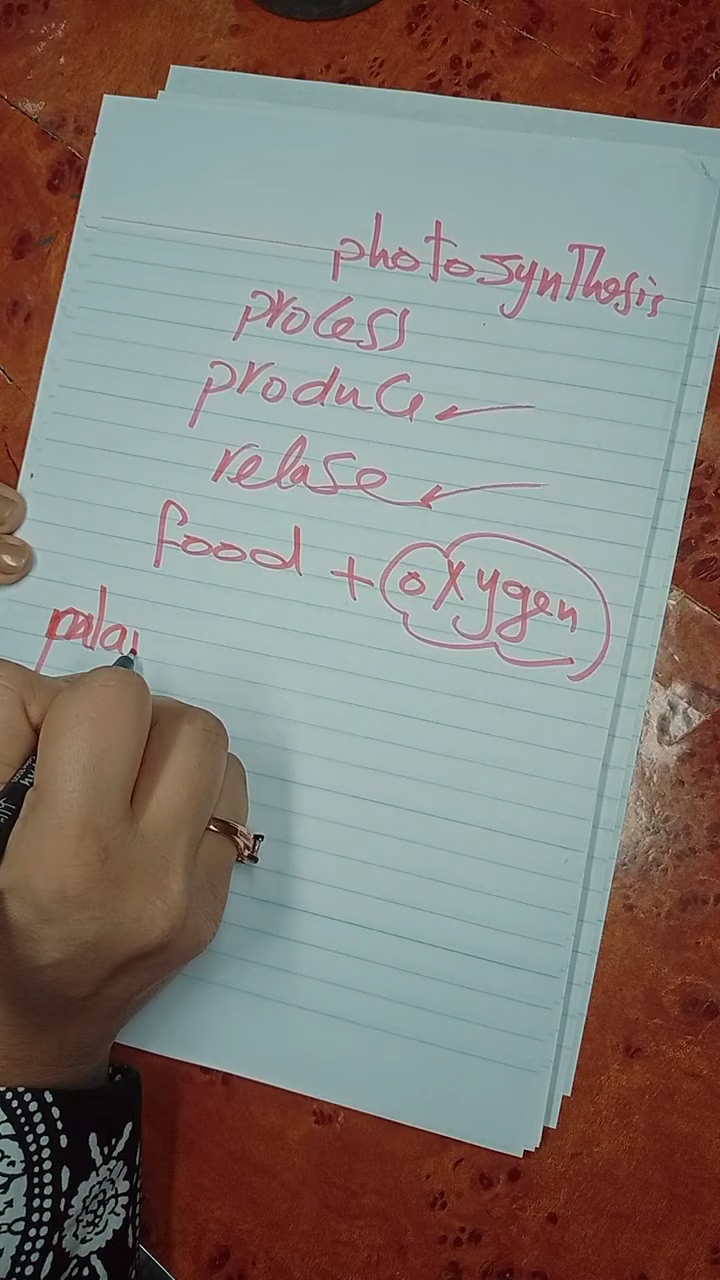 photosynthesis
process
produce
relase
food + oxygen